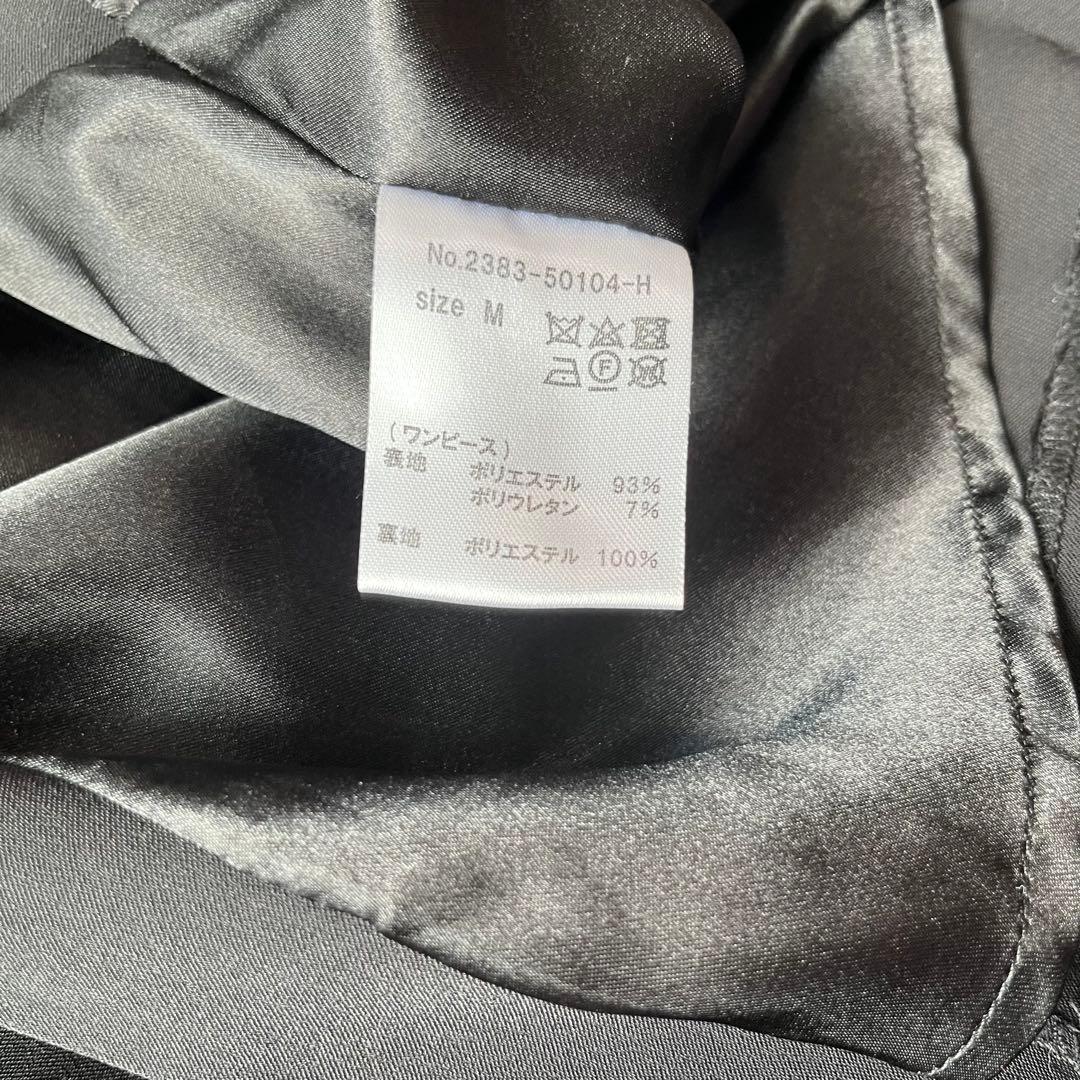 No.2383-50104-H
size M
(ワンピース)
表地 ポリエステル 93%
ポリウレタン 7%
裏地 ポリエステル 100%